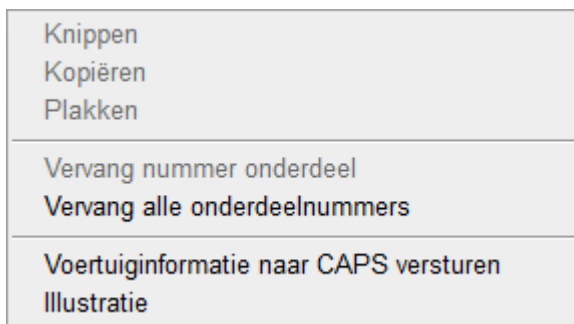 Knippen
Kopiëren
Plakken
Vervang nummer onderdeel
Vervang alle onderdeelnummers
Voertuiginformatie naar CAPS versturen
Illustratie